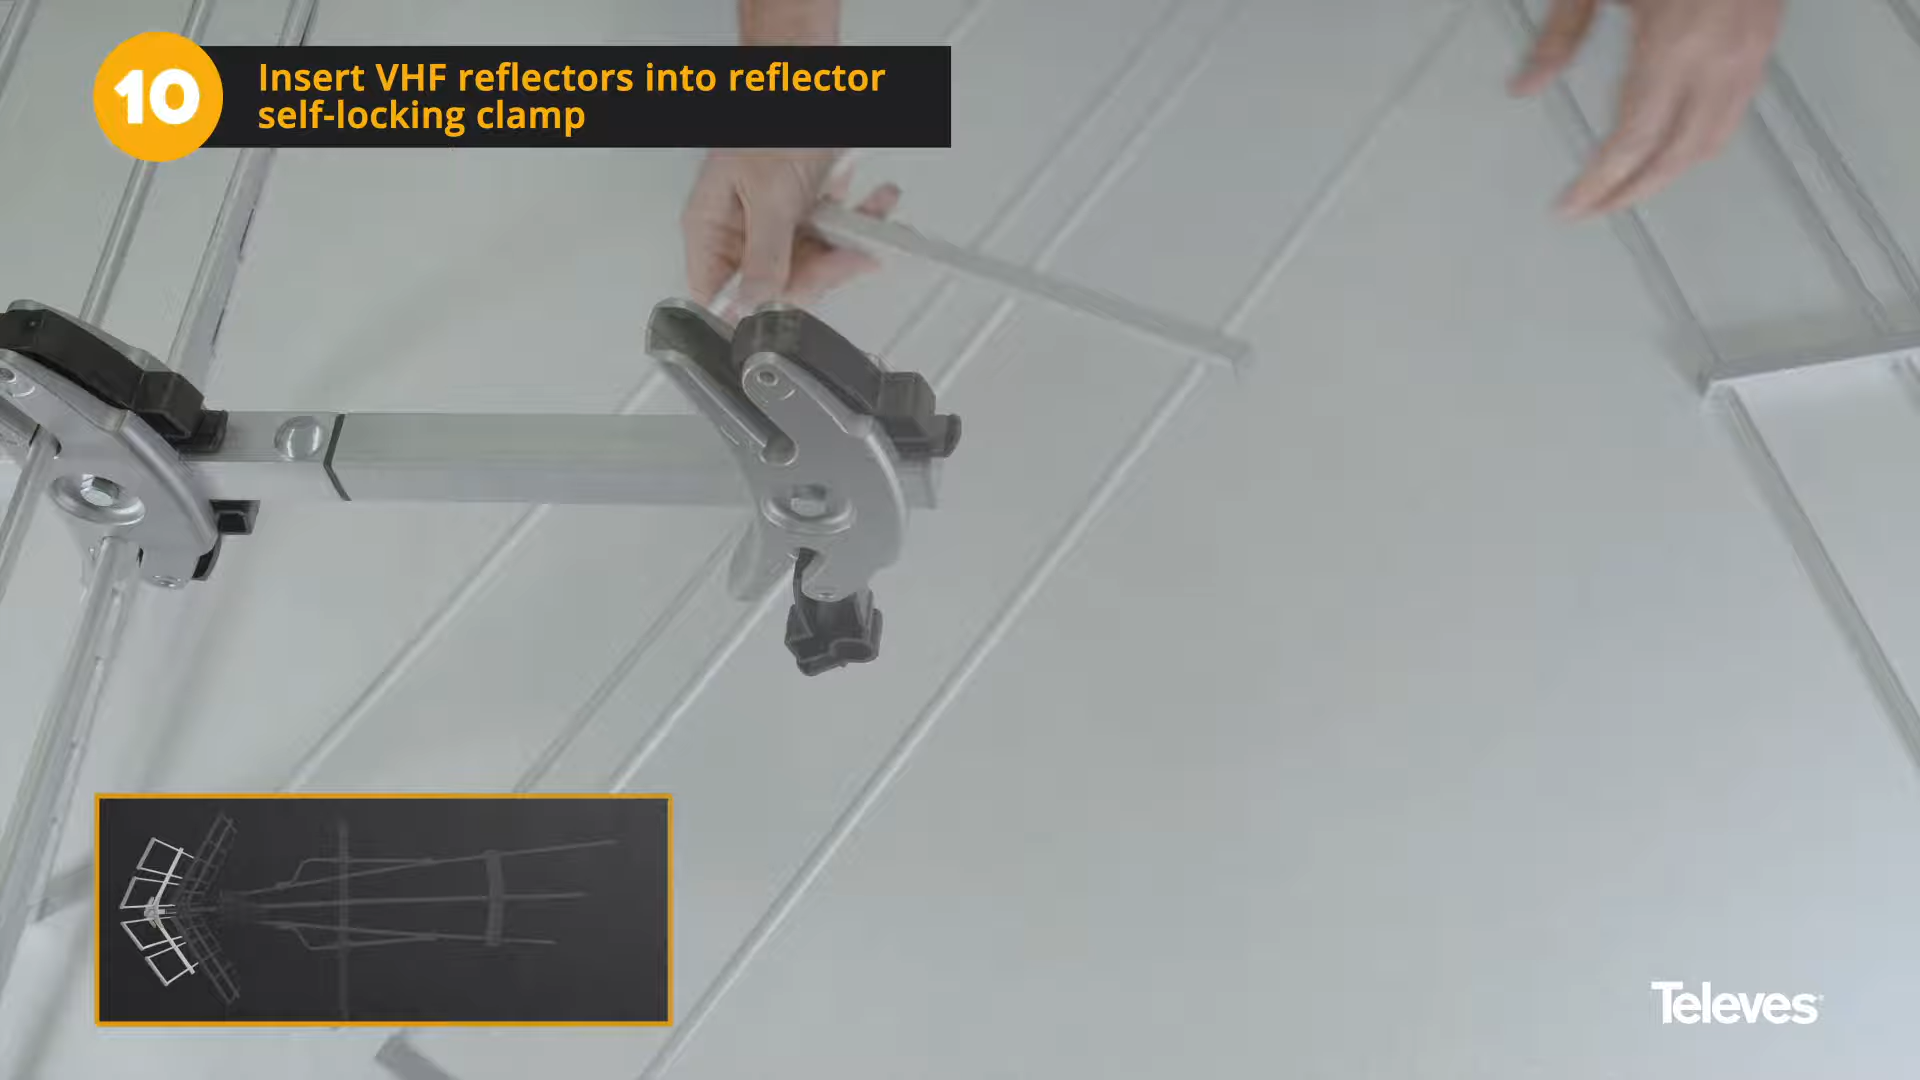 10
Insert VHF reflectors into reflector
self-locking clamp
Televes